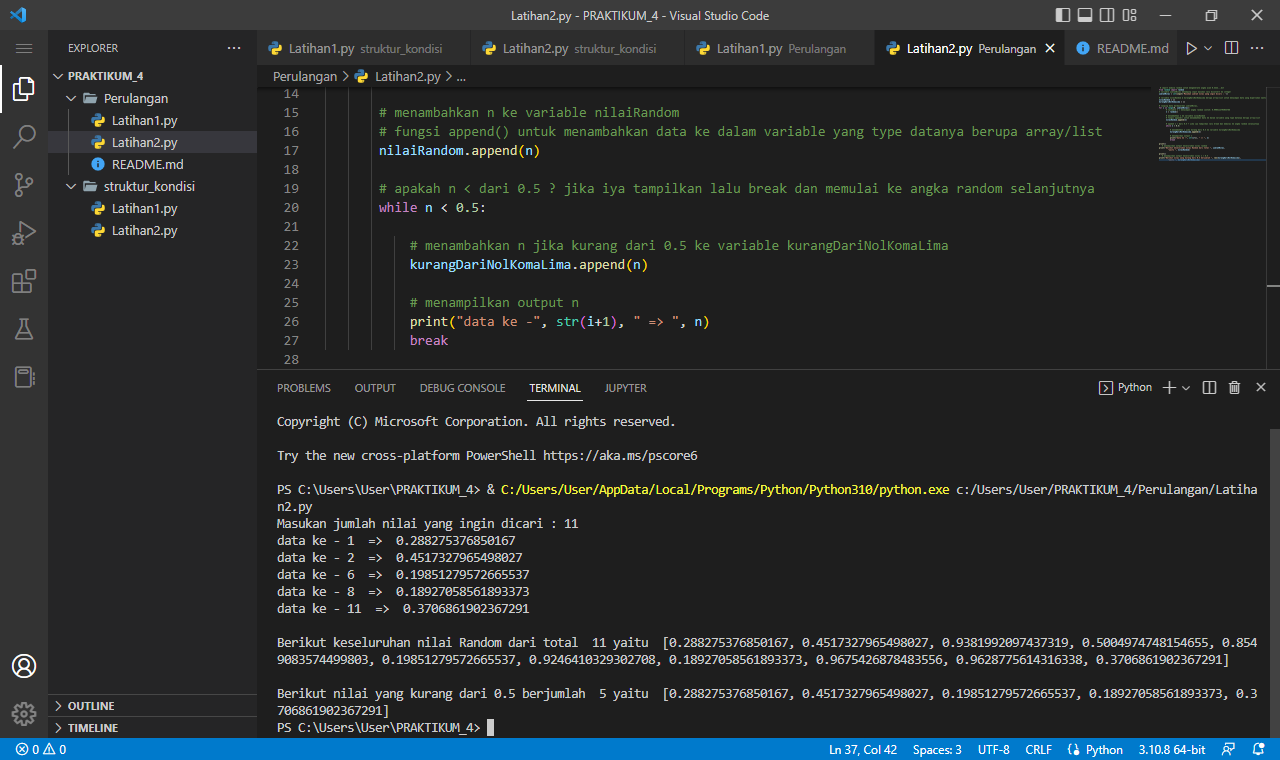 Latihan2.py - PRAKTIKUM_4 - Visual Studio Code
EXPLORER
PRAKTIKUM_4
Perulangan
Latihan1.py
Latihan2.py
README.md
struktur_kondisi
Latihan1.py
Latihan2.py
OUTLINE
TIMELINE
Latihan1.py struktur_kondisi
Latihan2.py struktur_kondisi
Latihan1.py Perulangan
Latihan2.py Perulangan
README.md
Perulangan > Latihan2.py > ...
14
15 # menambahkan n ke variable nilaiRandom
16 # fungsi append() untuk menambahkan data ke dalam variable yang type datanya berupa array/list
17 nilaiRandom.append(n)
18
19 # apakah n < dari 0.5 ? jika iya tampilkan lalu break dan memulai ke angka random selanjutnya
20 while n < 0.5:
21
22 # menambahkan n jika kurang dari 0.5 ke variable kurangDariNolKomaLima
23 kurangDariNolKomaLima.append(n)
24
25 # menampilkan output n
26 print("data ke -", str(i+1), " => ", n)
27 break
28
PROBLEMS OUTPUT DEBUG CONSOLE TERMINAL JUPYTER
Python
Copyright (C) Microsoft Corporation. All rights reserved.
Try the new cross-platform PowerShell https://aka.ms/pscore6
PS C:\Users\User\PRAKTIKUM_4> & C:/Users/User/AppData/Local/Programs/Python/Python310/python.exe c:/Users/User/PRAKTIKUM_4/Perulangan/Latiha
n2.py
Masukan jumlah nilai yang ingin dicari : 11
data ke - 1  =>  0.288275376850167
data ke - 2  =>  0.4517327965498027
data ke - 6  =>  0.19851279572665537
data ke - 8  =>  0.18927058561893373
data ke - 11  =>  0.3706861902367291
Berikut keseluruhan nilai Random dari total  11 yaitu  [0.288275376850167, 0.4517327965498027, 0.9381992097437319, 0.5004974748154655, 0.854
9083574499803, 0.19851279572665537, 0.9246410329302708, 0.18927058561893373, 0.9675426878483556, 0.9628775614316338, 0.3706861902367291]
Berikut nilai yang kurang dari 0.5 berjumlah  5 yaitu  [0.288275376850167, 0.4517327965498027, 0.19851279572665537, 0.18927058561893373, 0.3
706861902367291]
PS C:\Users\User\PRAKTIKUM_4>
0 0 Ln 37, Col 42 Spaces: 3 UTF-8 CRLF Python 3.10.8 64-bit